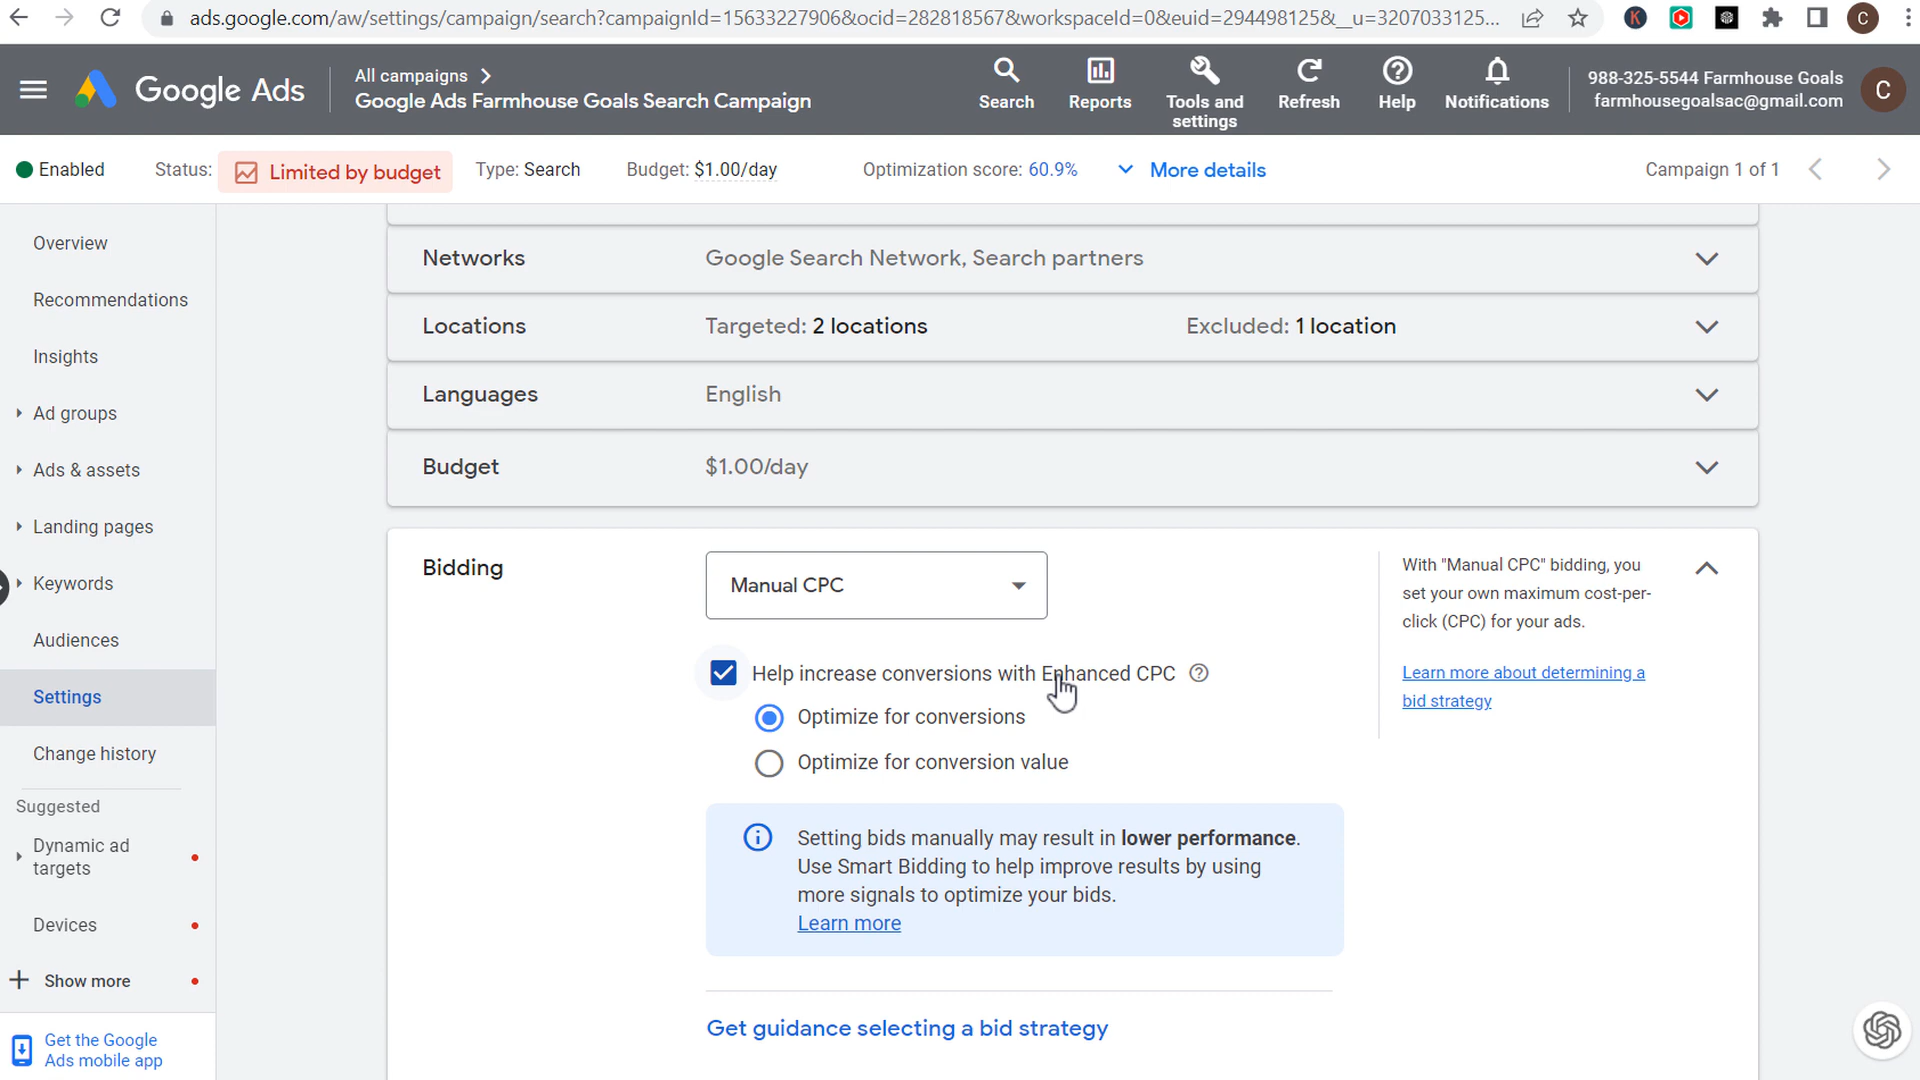 ads.google.com/aw/settings/campaign/search?campaignId=15633227906&ocid=282818567&workspaceId=0&euid=294498125&__u=3207033125...
K
C
Google Ads
All campaigns
Google Ads Farmhouse Goals Search Campaign
Search
Reports
Tools and
settings
Refresh
Help
Notifications
988-325-5544 Farmhouse Goals
farmhousegoalsac@gmail.com
C
Enabled
Status: Limited by budget
Type: Search
Budget: $1.00/day
Optimization score: 60.9%
More details
Campaign 1 of 1
Overview
Recommendations
Insights
Ad groups
Ads & assets
Landing pages
Keywords
Audiences
Settings
Change history
Suggested
Dynamic ad
targets
Devices
Show more
Get the Google
Ads mobile app
Networks
Google Search Network, Search partners
Locations
Targeted: 2 locations
Excluded: 1 location
Languages
English
Budget
$1.00/day
Bidding
Manual CPC
Help increase conversions with Enhanced CPC
Optimize for conversions
Optimize for conversion value
Setting bids manually may result in lower performance.
Use Smart Bidding to help improve results by using
more signals to optimize your bids.
Learn more
Get guidance selecting a bid strategy
With "Manual CPC" bidding, you
set your own maximum cost-per-
click (CPC) for your ads.
Learn more about determining a
bid strategy